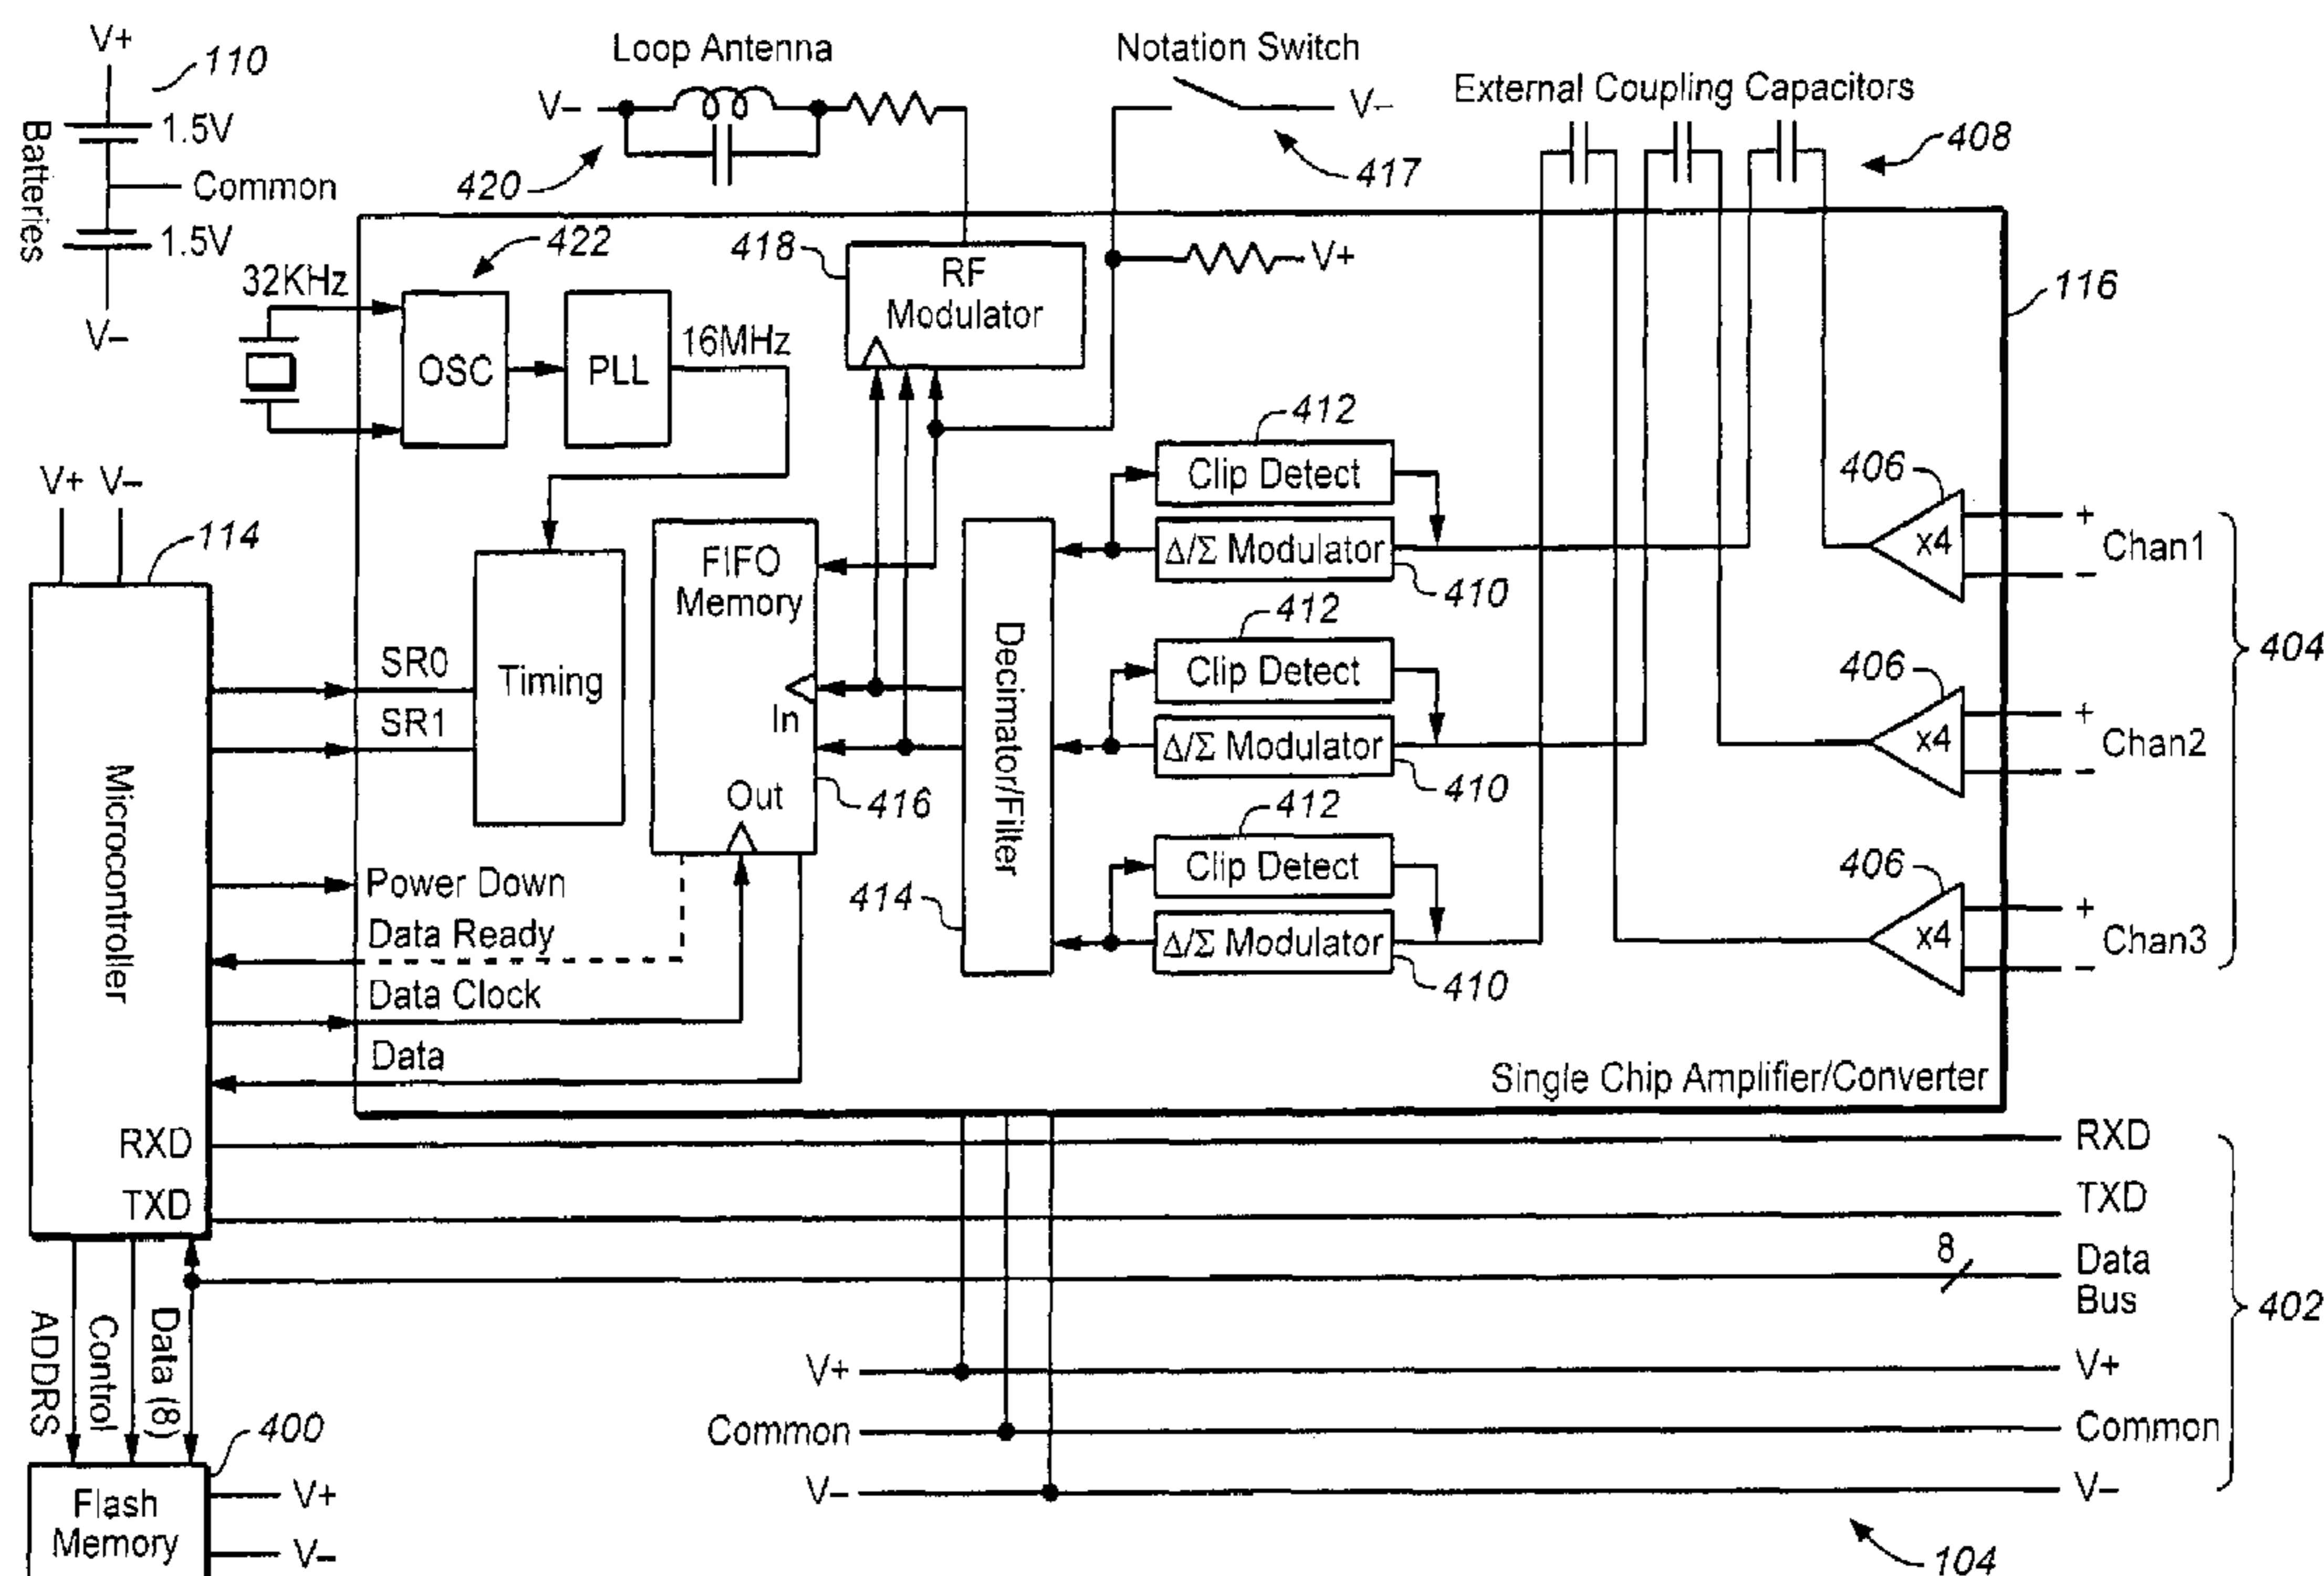 V+
110
1.5V
Batteries
Common
1.5V
V–
Loop Antenna
V–
420
Notation Switch
V–
417
External Coupling Capacitors
408
32KHz
422
OSC
PLL
16MHz
418
RF
Modulator
V+
116
V+ V–
114
Microcontroller
SR0
SR1
Timing
FIFO
Memory
In
Out
416
Power Down
Data Ready
Data Clock
Data
RXD
TXD
Decimator/Filter
414
412
Clip Detect
Δ/Σ Modulator
410
412
Clip Detect
Δ/Σ Modulator
410
412
Clip Detect
Δ/Σ Modulator
410
406
x4
+
Chan1
–
406
x4
+
Chan2
–
406
x4
+
Chan3
–
404
Single Chip Amplifier/Converter
RXD
TXD
8
Data
Bus
402
V+
V+
Common
Common
V–
V–
ADDRS
Control
Data (8)
400
Flash
Memory
V+
V–
104